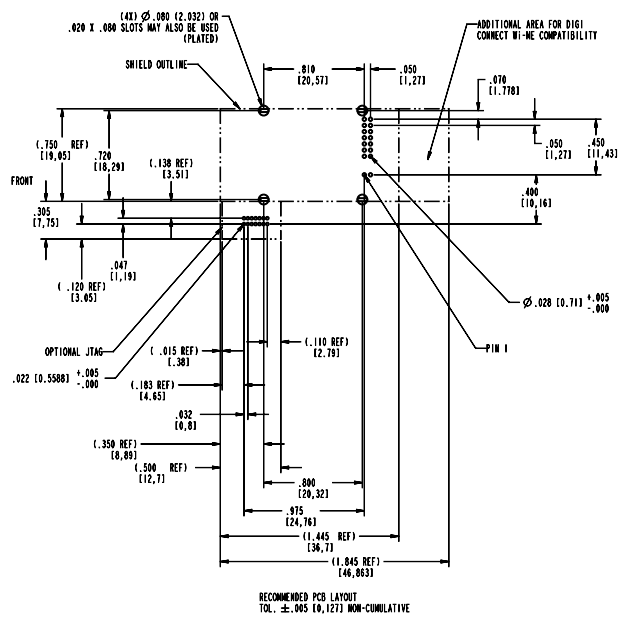 (4X) Ø.080 (2.032) OR
.020 X .080 SLOTS MAY ALSO BE USED
(PLATED)
ADDITIONAL AREA FOR DIGI
CONNECT Wi-ME COMPATIBILITY
SHIELD OUTLINE
.810
[20,57]
.050
[1,27]
.070
[1.778]
(.750 REF)
[19,05]
.720
[18,29]
(.138 REF)
[3.51]
.050
[1,27]
.450
[11,43]
FRONT
.305
[7,75]
.400
[10,16]
.047
[1,19]
(.120 REF)
[3.05]
Ø.028 [0.71] +.005
-.000
OPTIONAL JTAG
(.015 REF)
[.38]
(.110 REF)
[2.79]
PIN 1
.022 [0.5588] +.005
-.000
(.183 REF)
[4.65]
.032
[0,8]
(.350 REF)
[8,89]
(.500 REF)
[12,7]
.800
[20,32]
.975
[24,76]
(1.445 REF)
[36,7]
(1.845 REF)
[46,863]
RECOMMENDED PCB LAYOUT
TOL. ±.005 [0,127] NON-CUMULATIVE